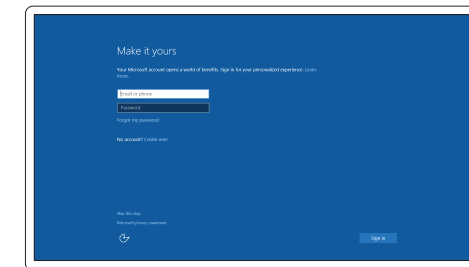 Make it yours
Your Microsoft account opens a world of benefits. Sign in for your personalized experience. Learn
more.
Email or phone
Password
Forgot my password
No account? Create one!
Skip this step
Microsoft privacy statement
Sign in